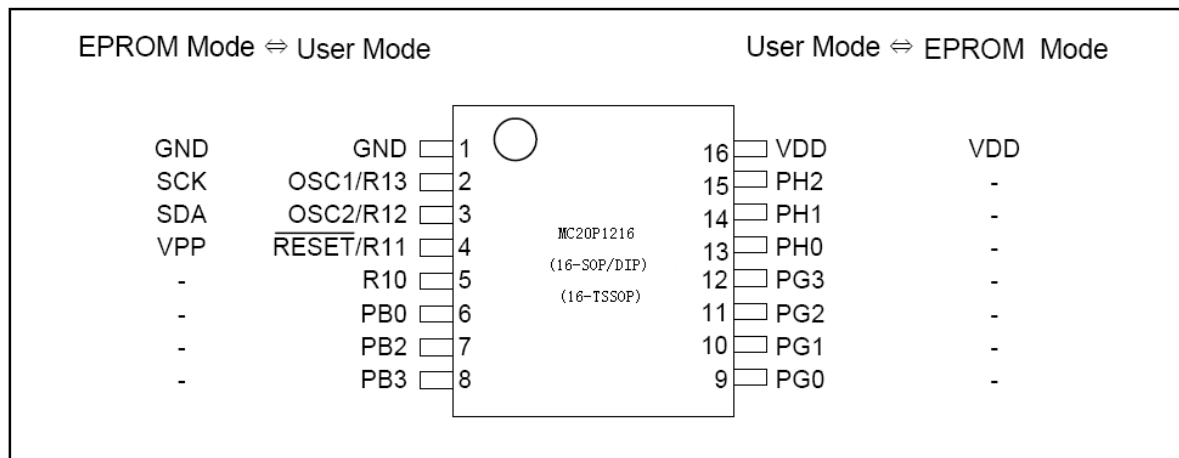 EPROM Mode ⇔ User Mode User Mode ⇔ EPROM Mode
GND GND 1 16 VDD VDD
SCK OSC1/R13 2 15 PH2 -
SDA OSC2/R12 3 14 PH1 -
VPP RESET/R11 4 13 PH0 -
- R10 5 12 PG3 -
- PB0 6 11 PG2 -
- PB2 7 10 PG1 -
- PB3 8 9 PG0 -
MC20P1216
(16-SOP/DIP)
(16-TSSOP)